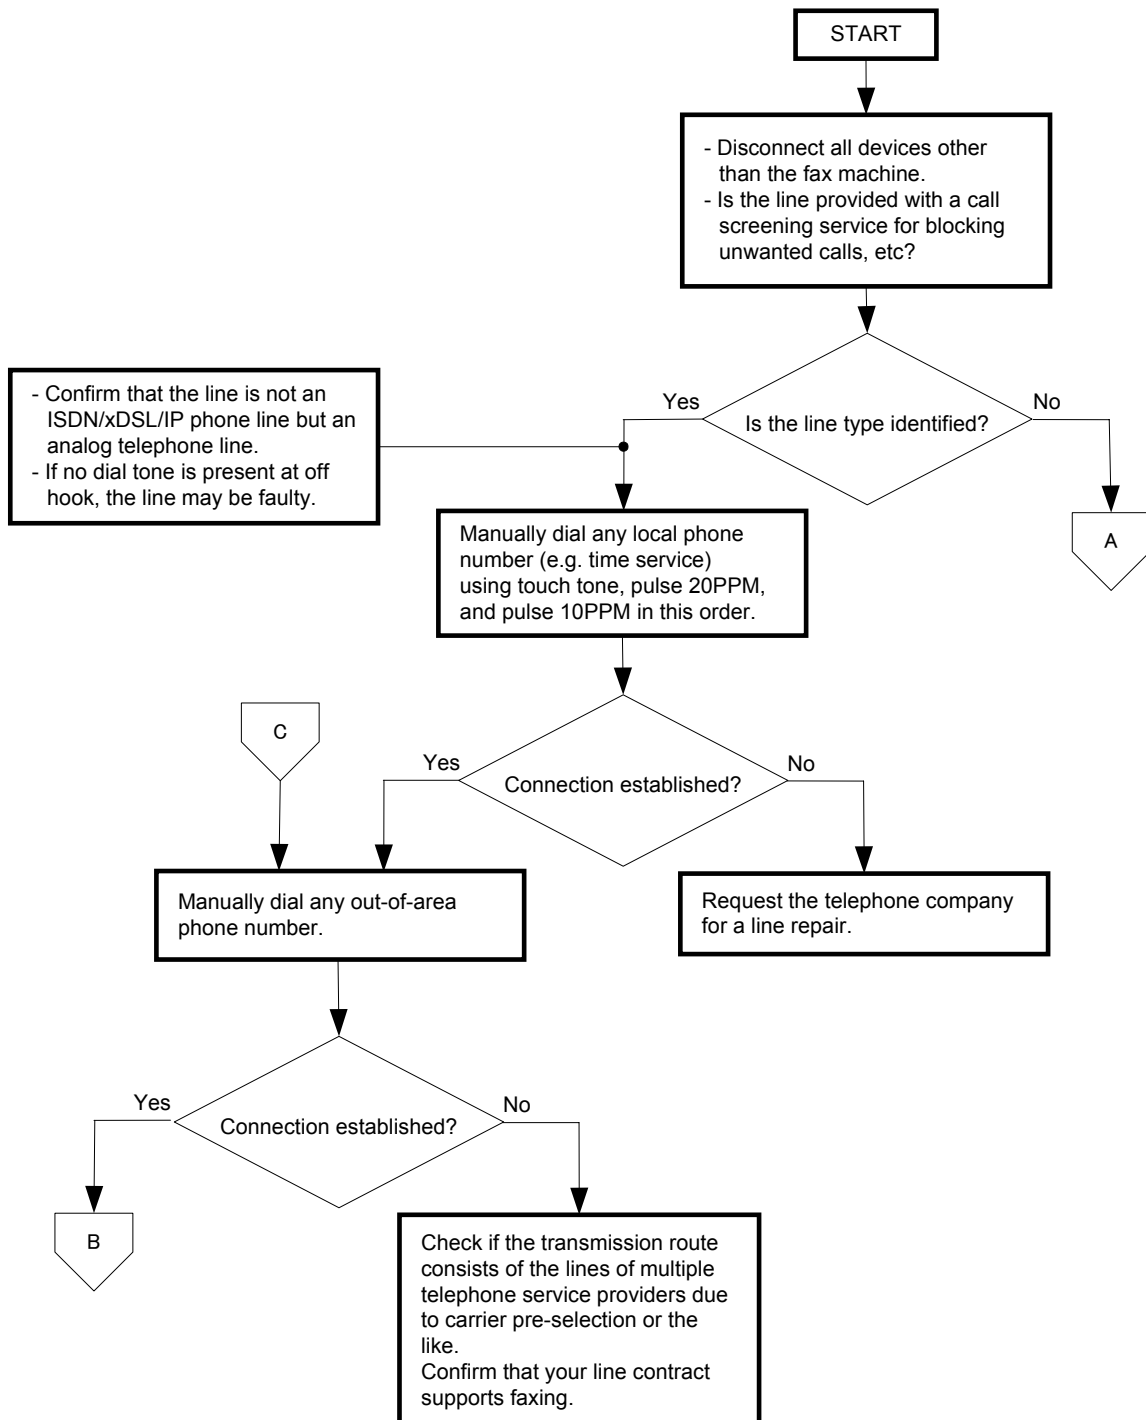 START
- Disconnect all devices other
than the fax machine.
- Is the line provided with a call
screening service for blocking
unwanted calls, etc?
- Confirm that the line is not an
ISDN/xDSL/IP phone line but an
analog telephone line.
- If no dial tone is present at off
hook, the line may be faulty.
Yes
Is the line type identified?
No
A
Manually dial any local phone
number (e.g. time service)
using touch tone, pulse 20PPM,
and pulse 10PPM in this order.
C
Yes
Connection established?
No
Manually dial any out-of-area
phone number.
Request the telephone company
for a line repair.
Yes
Connection established?
No
B
Check if the transmission route
consists of the lines of multiple
telephone service providers due
to carrier pre-selection or the
like.
Confirm that your line contract
supports faxing.